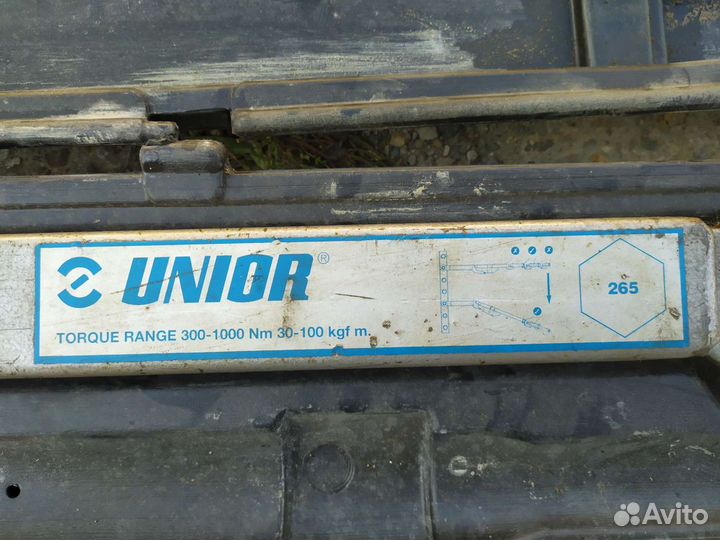 UNIOR®
TORQUE RANGE 300-1000 Nm 30-100 kgf m.
265
Avito